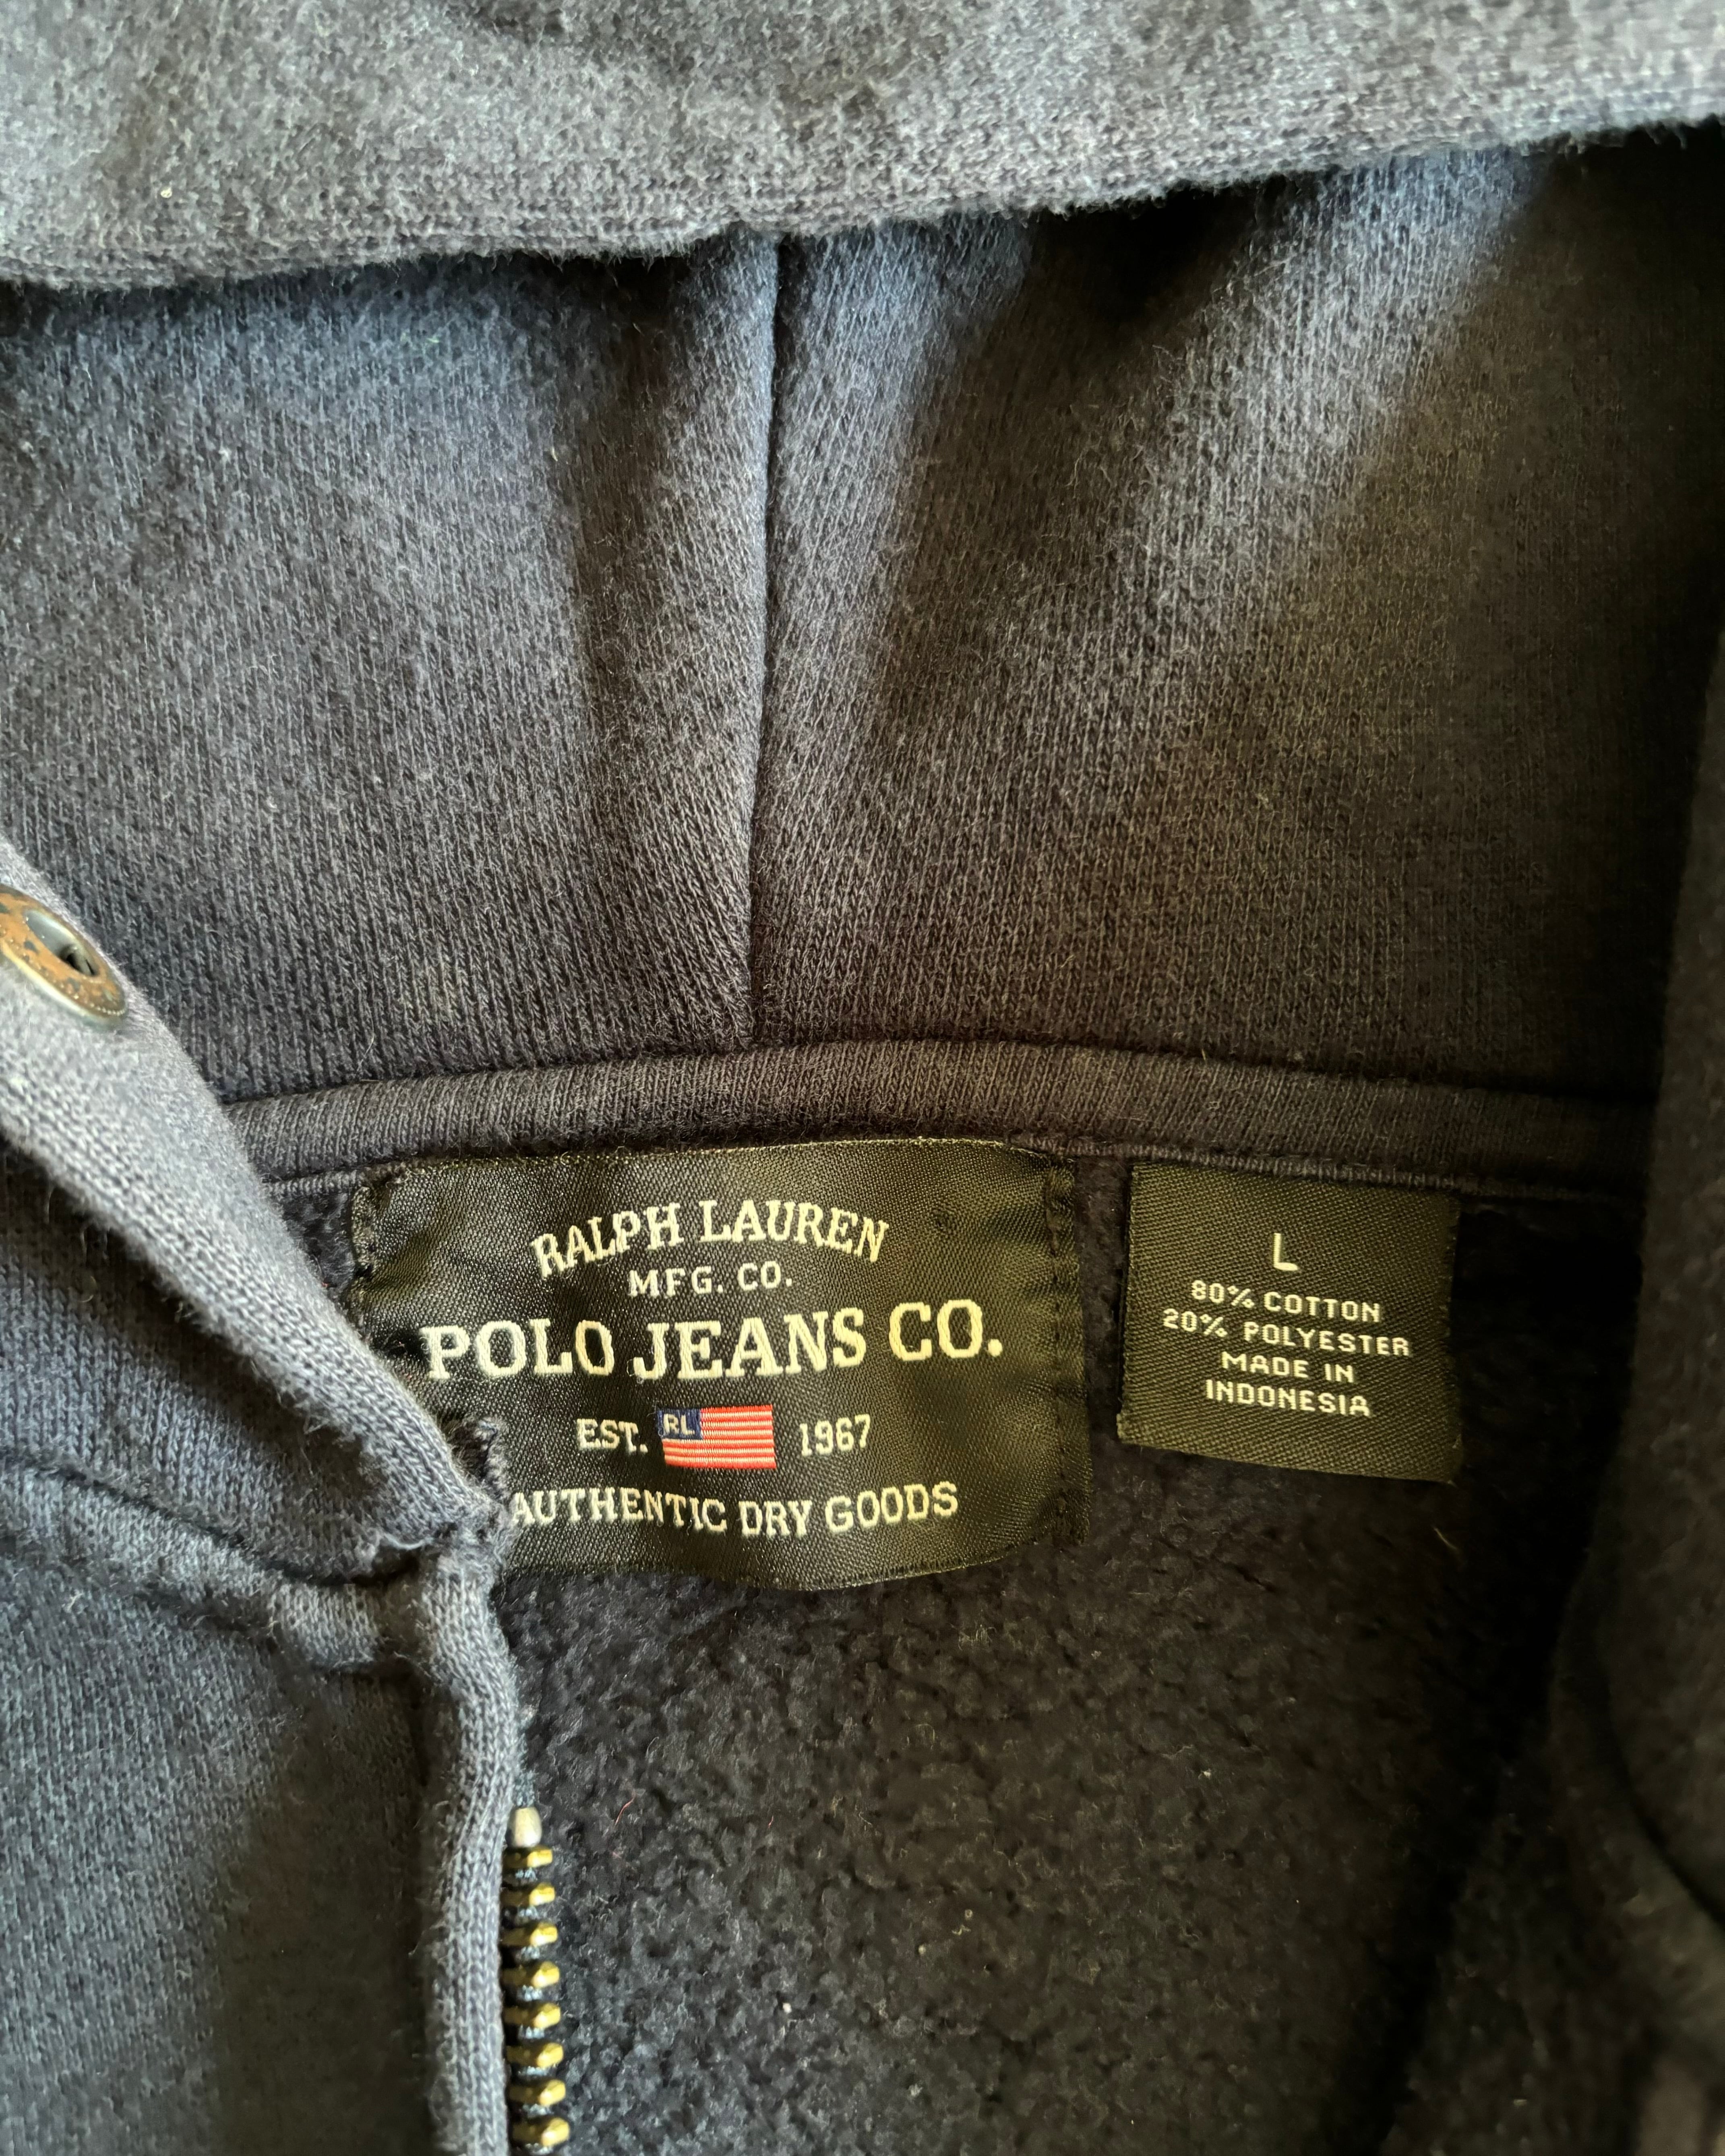 RALPH LAUREN
MFG. CO.
POLO JEANS CO.
EST. RL 1967
AUTHENTIC DRY GOODS
L
80% COTTON
20% POLYESTER
MADE IN
INDONESIA